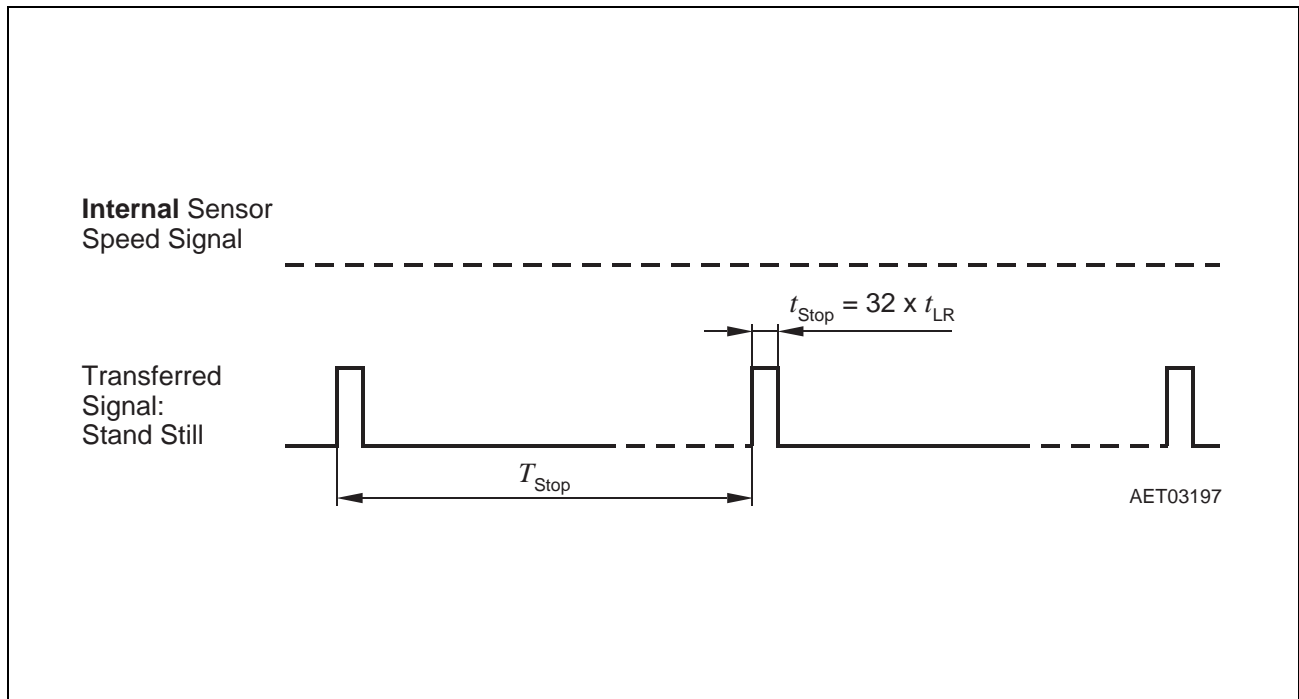 Internal Sensor
Speed Signal
t_Stop = 32 x t_LR
Transferred
Signal:
Stand Still
T_Stop
AET03197